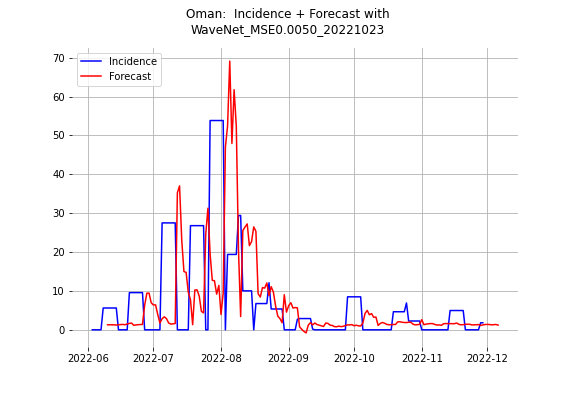 Oman:  Incidence + Forecast with
WaveNet_MSE0.0050_20221023
Incidence
Forecast
70
60
50
40
30
20
10
0
2022-06 2022-07 2022-08 2022-09 2022-10 2022-11 2022-12